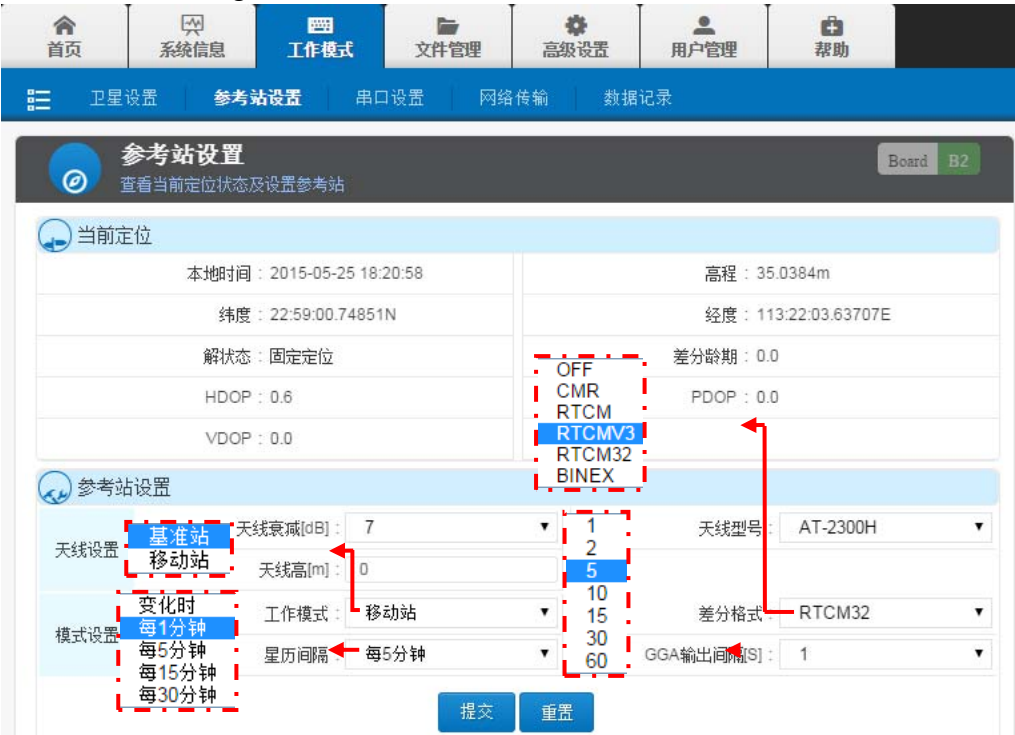 首页 系统信息 工作模式 文件管理 高级设置 用户管理 帮助
卫星设置 参考站设置 串口设置 网络传输 数据记录
参考站设置
查看当前定位状态及设置参考站
Board B2
当前定位
本地时间 : 2015-05-25 18:20:58
高程 : 35.0384m
纬度 : 22:59:00.74851N
经度 : 113:22:03.63707E
解状态 : 固定定位
差分龄期 : 0.0
HDOP : 0.6
PDOP : 0.0
VDOP : 0.0
OFF
CMR
RTCM
RTCMV3
RTCM32
BINEX
参考站设置
天线设置
天线衰减[dB] : 7
天线型号 : AT-2300H
天线高[m] : 0
基准站
移动站
1
2
5
10
15
30
60
模式设置
工作模式 : 移动站
差分格式 : RTCM32
星历间隔 : 每5分钟
GGA输出间隔[S] : 1
变化时
每1分钟
每5分钟
每15分钟
每30分钟
提交 重置